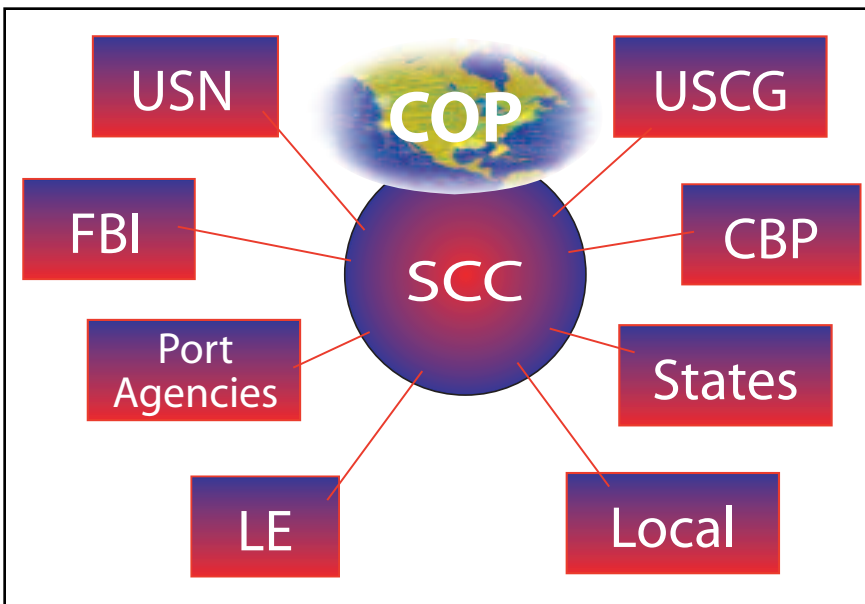 USN
COP
USCG
FBI
SCC
CBP
Port
Agencies
States
LE
Local